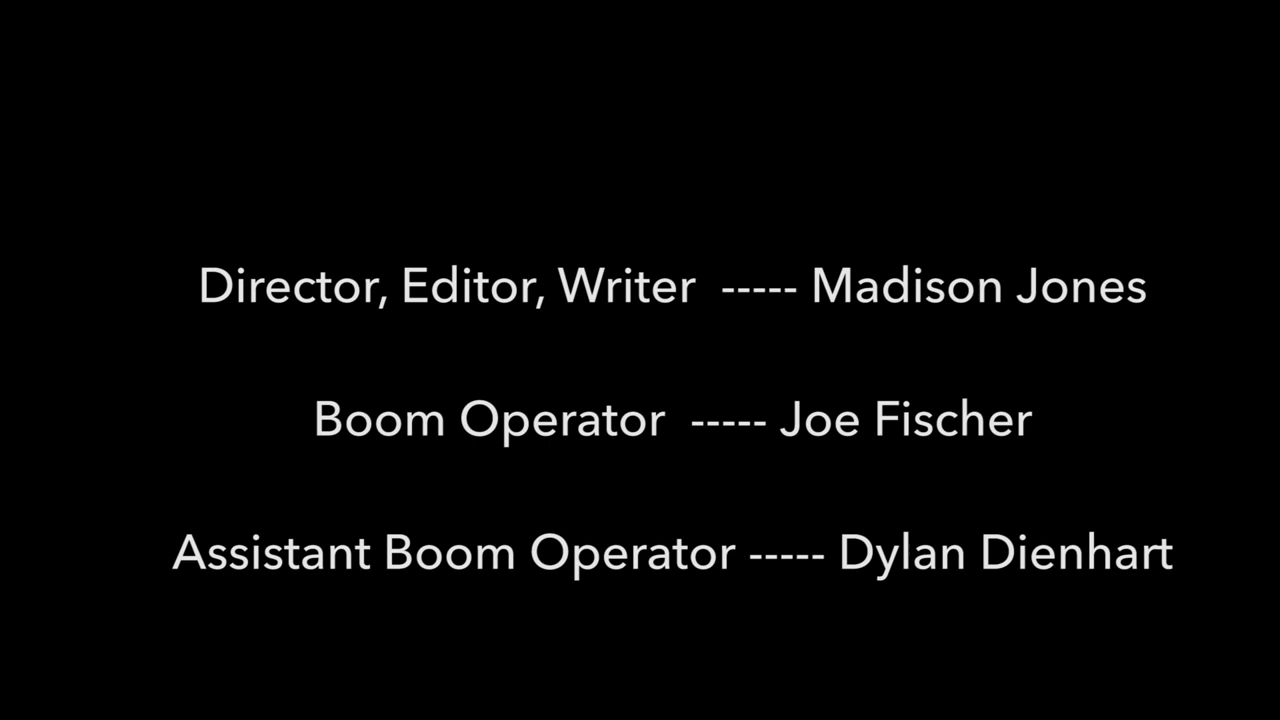 Director, Editor, Writer ----- Madison Jones
Boom Operator ----- Joe Fischer
Assistant Boom Operator ----- Dylan Dienhart